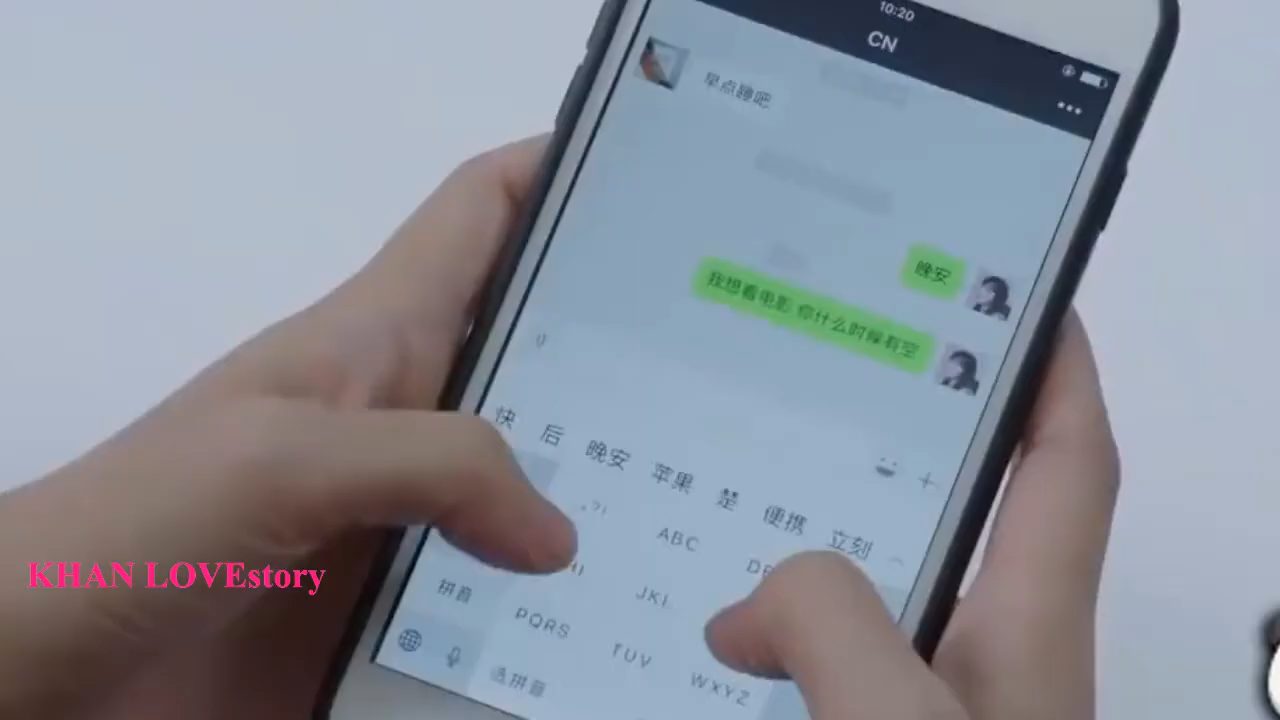 10:20
CN
早点睡吧
晚安
我想看电影 你什么时候有空
快 后 晚安 苹果 楚 便携 立刻
ABC
JKL
拼音 PQRS TUV WXYZ
选拼音
KHAN LOVEstory